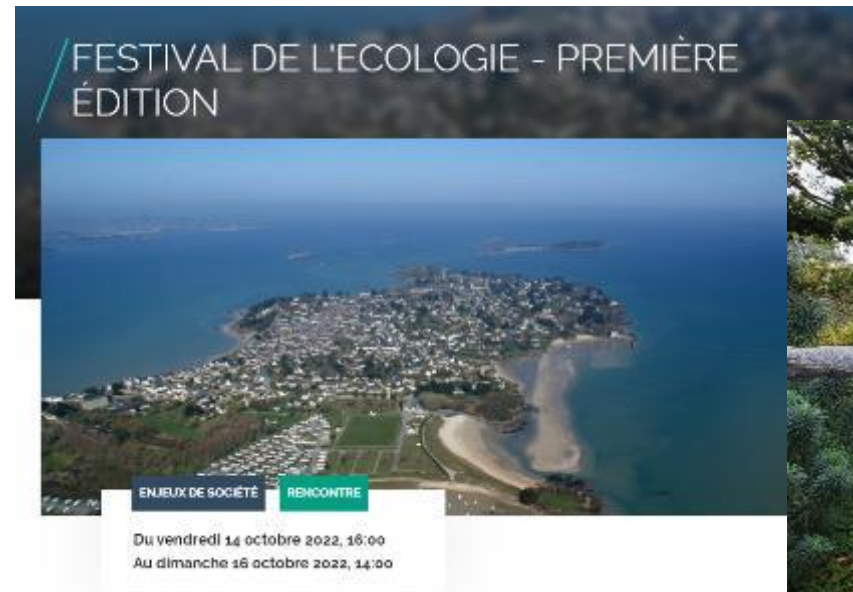 FESTIVAL DE L'ECOLOGIE - PREMIÈRE
ÉDITION
ENJEUX DE SOCIÉTÉ RENCONTRE
Du vendredi 14 octobre 2022, 16:00
Au dimanche 16 octobre 2022, 14:00